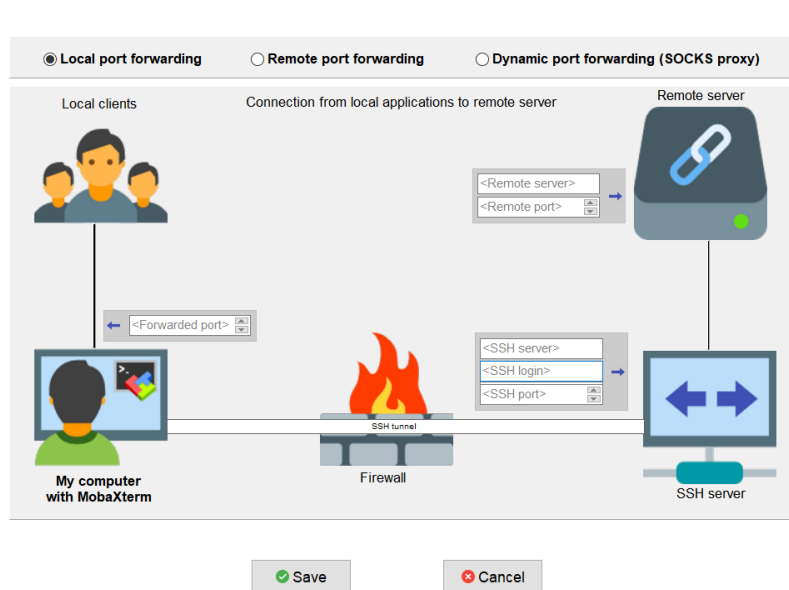 Local port forwarding
Remote port forwarding
Dynamic port forwarding (SOCKS proxy)
Local clients
Connection from local applications to remote server
Remote server
<Remote server>
<Remote port>
<Forwarded port>
<SSH server>
<SSH login>
<SSH port>
>_
SSH tunnel
Firewall
My computer
with MobaXterm
SSH server
Save
Cancel